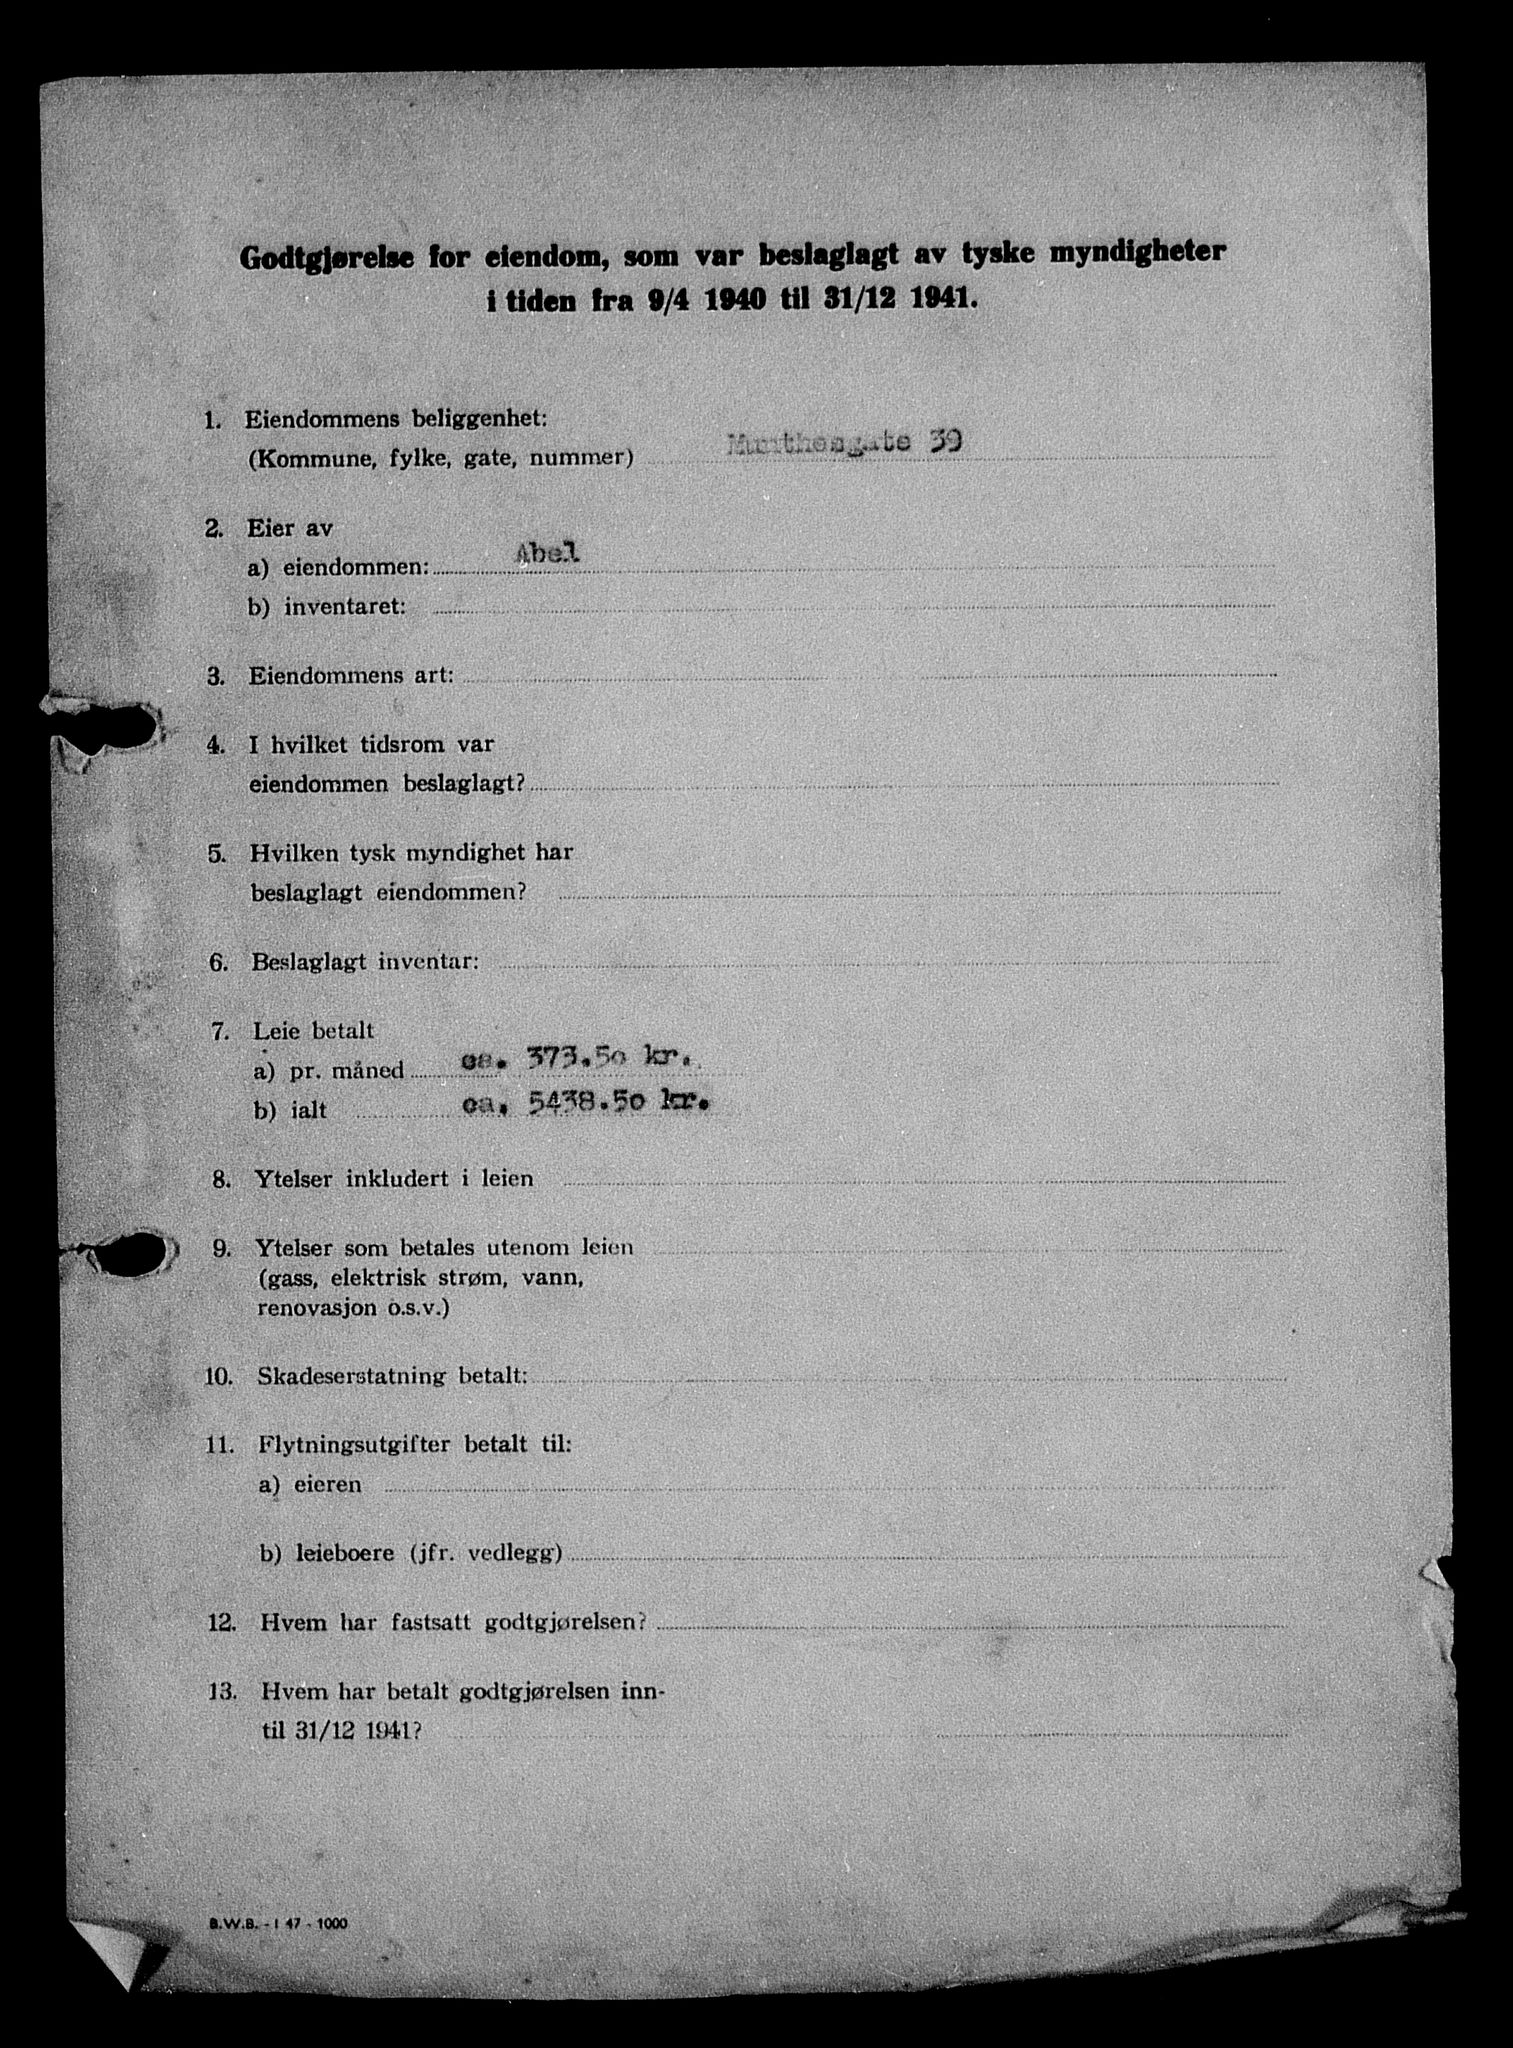 Godtgjørelse for eiendom, som var beslaglagt av tyske myndigheter
i tiden fra 9/4 1940 til 31/12 1941.
1. Eiendommens beliggenhet:
(Kommune, fylke, gate, nummer) Munthesgate 39
2. Eier av
a) eiendommen: Abel
b) inventaret:
3. Eiendommens art:
4. I hvilket tidsrom var
eiendommen beslaglagt?
5. Hvilken tysk myndighet har
beslaglagt eiendommen?
6. Beslaglagt inventar:
7. Leie betalt
a) pr. måned ca. 373.50 kr.
b) ialt ca. 5438.50 kr.
8. Ytelser inkludert i leien
9. Ytelser som betales utenom leien
(gass, elektrisk strøm, vann,
renovasjon o.s.v.)
10. Skadeserstatning betalt:
11. Flytningsutgifter betalt til:
a) eieren
b) leieboere (jfr. vedlegg)
12. Hvem har fastsatt godtgjørelsen?
13. Hvem har betalt godtgjørelsen inn-
til 31/12 1941?
B.W.B. - I 47 - 1000